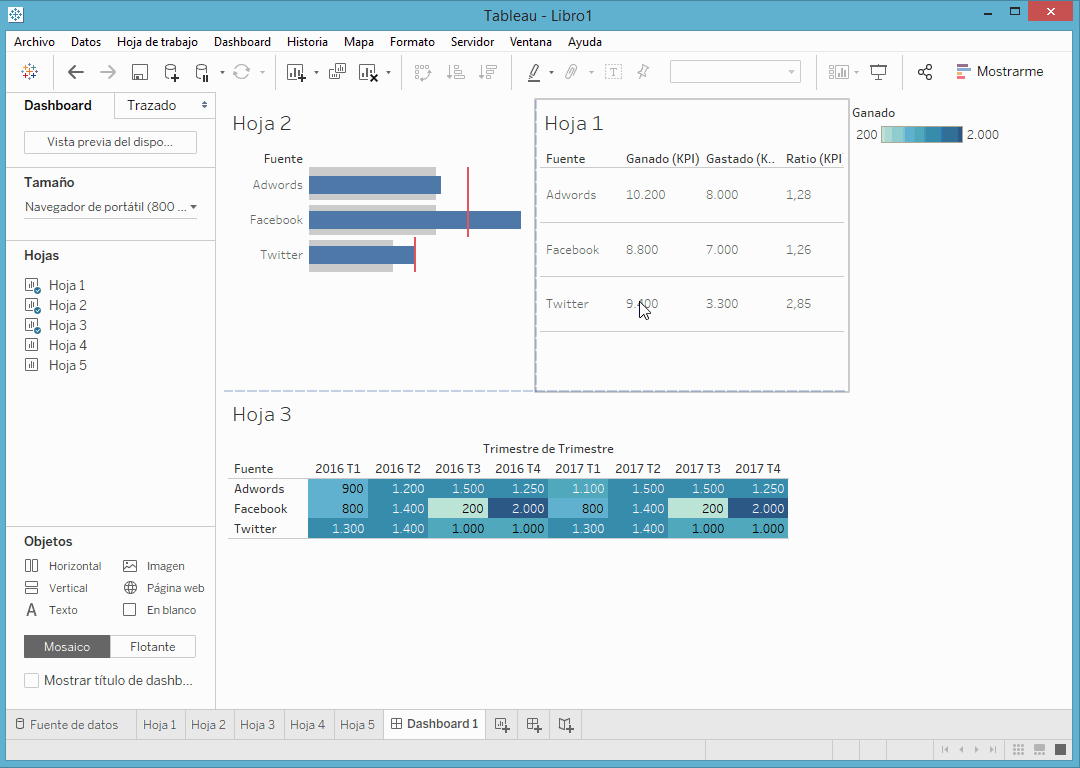 Tableau - Libro1
Archivo Datos Hoja de trabajo Dashboard Historia Mapa Formato Servidor Ventana Ayuda
Mostrarme
Dashboard Trazado
Vista previa del dispo...
Tamaño
Navegador de portátil (800 ...
Hojas
Hoja 1
Hoja 2
Hoja 3
Hoja 4
Hoja 5
Objetos
Horizontal Imagen
Vertical Página web
Texto En blanco
Mosaico Flotante
Mostrar título de dashb...
Hoja 2
Fuente
Adwords
Facebook
Twitter
Hoja 1
Fuente Ganado (KPI) Gastado (K.. Ratio (KPI
Adwords 10.200 8.000 1,28
Facebook 8.800 7.000 1,26
Twitter 3.300 2,85
Ganado
200 2.000
Hoja 3
Trimestre de Trimestre
Fuente 2016 T1 2016 T2 2016 T3 2016 T4 2017 T1 2017 T2 2017 T3 2017 T4
Adwords 900 1.200 1.500 1.250 1.100 1.500 1.500 1.250
Facebook 800 1.400 200 2.000 800 1.400 200 2.000
Twitter 1.300 1.400 1.000 1.000 1.300 1.400 1.000 1.000
Fuente de datos Hoja 1 Hoja 2 Hoja 3 Hoja 4 Hoja 5 Dashboard 1